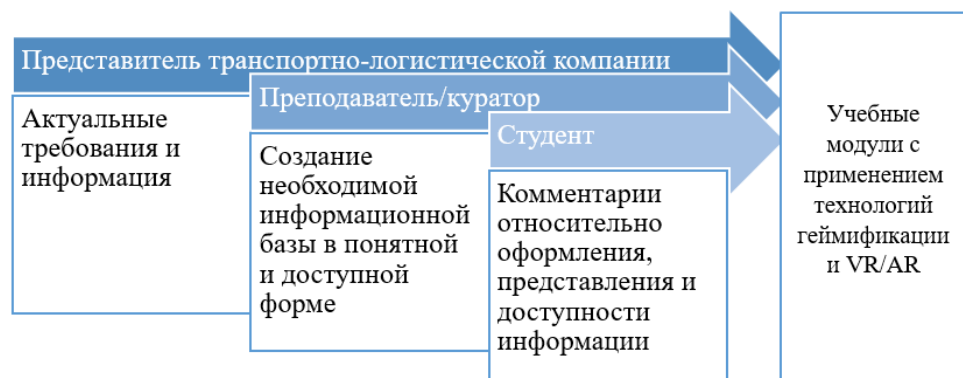 Представитель транспортно-логистической компании
Актуальные
требования и
информация
Преподаватель/куратор
Создание
необходимой
информационной
базы в понятной
и доступной
форме
Студент
Комментарии
относительно
оформления,
представления и
доступности
информации
Учебные
модули с
применением
технологий
геймификации
и VR/AR